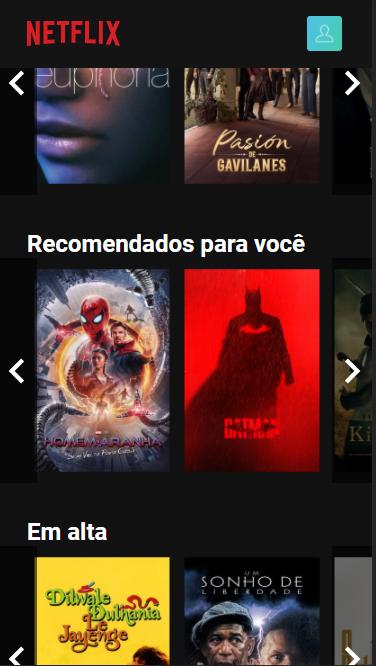 NETFLIX
euphoria
Pasión
DE
GAVILANES
Recomendados para você
HOMEM-ARANHA
SEM VOLTA PARA CASA
BATMAN
Ki
Em alta
Dilwale
Dulhania
Le
Jayenge
UM
SONHO DE
LIBERDADE